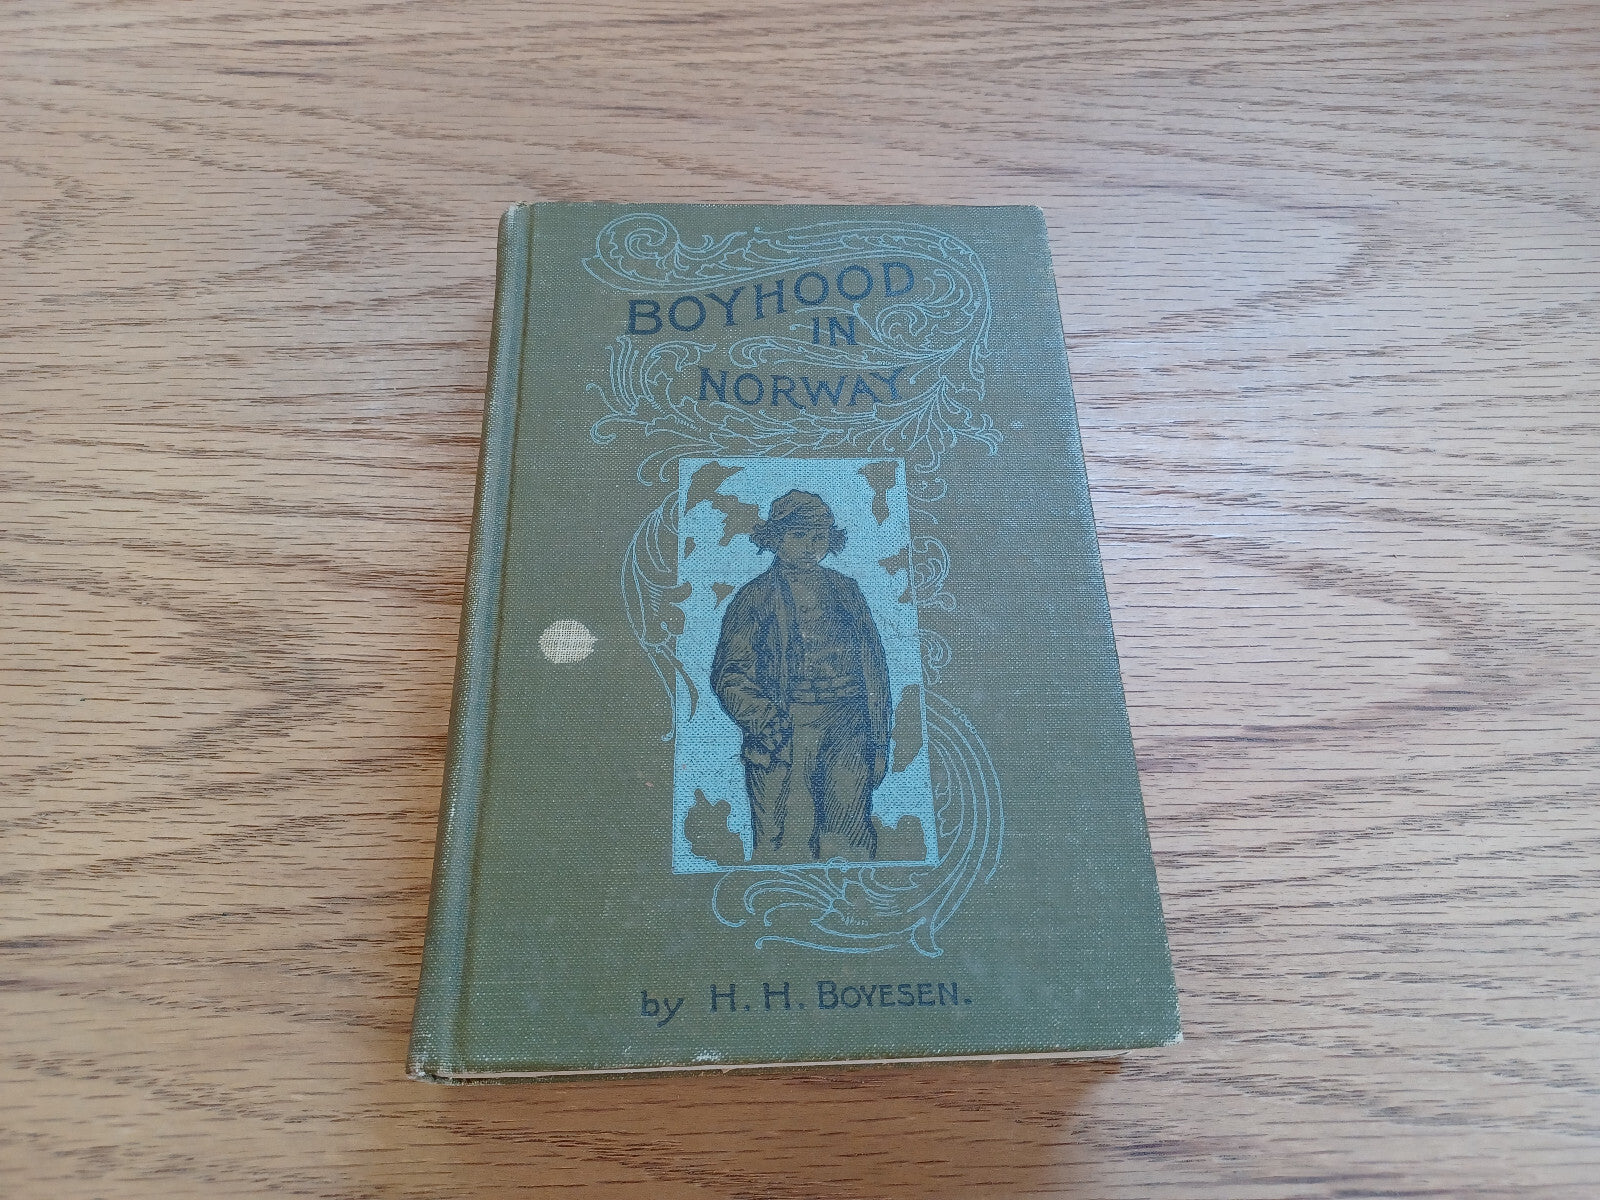 BOYHOOD
IN
NORWAY
by H. H. BOYESEN.